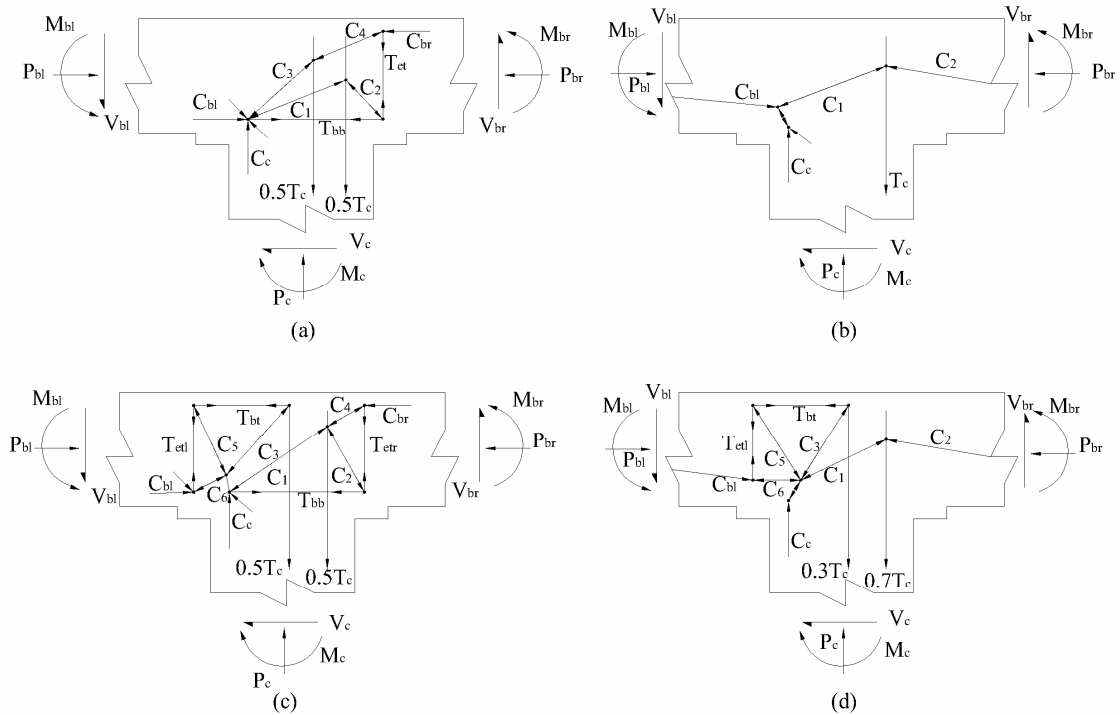 Mbl
Pbl
Vbl
Cbl
C3
C4
C1
C2
Tbb
Cbr
Tet
Cc
0.5Tc
0.5Tc
Vc
Mc
Pc
Mbr
Pbr
Vbr
(a)
Vbl
Mbl
Pbl
Cbl
C1
C2
Cc
Tc
Vc
Pc
Mc
Vbr
Mbr
Pbr
(b)
Mbl
Pbl
Vbl
Tbt
Tetl
C5
C3
C4
Cbr
Tetr
C1
C2
Cbl
C6
Tbb
Cc
0.5Tc
0.5Tc
Vc
Mc
Pc
Mbr
Pbr
Vbr
(c)
Vbl
Mbl
Pbl
Tbt
Tetl
C5
C3
C1
C2
Cbl
C6
Cc
0.3Tc
0.7Tc
Vc
Pc
Mc
Vbr
Mbr
Pbr
(d)